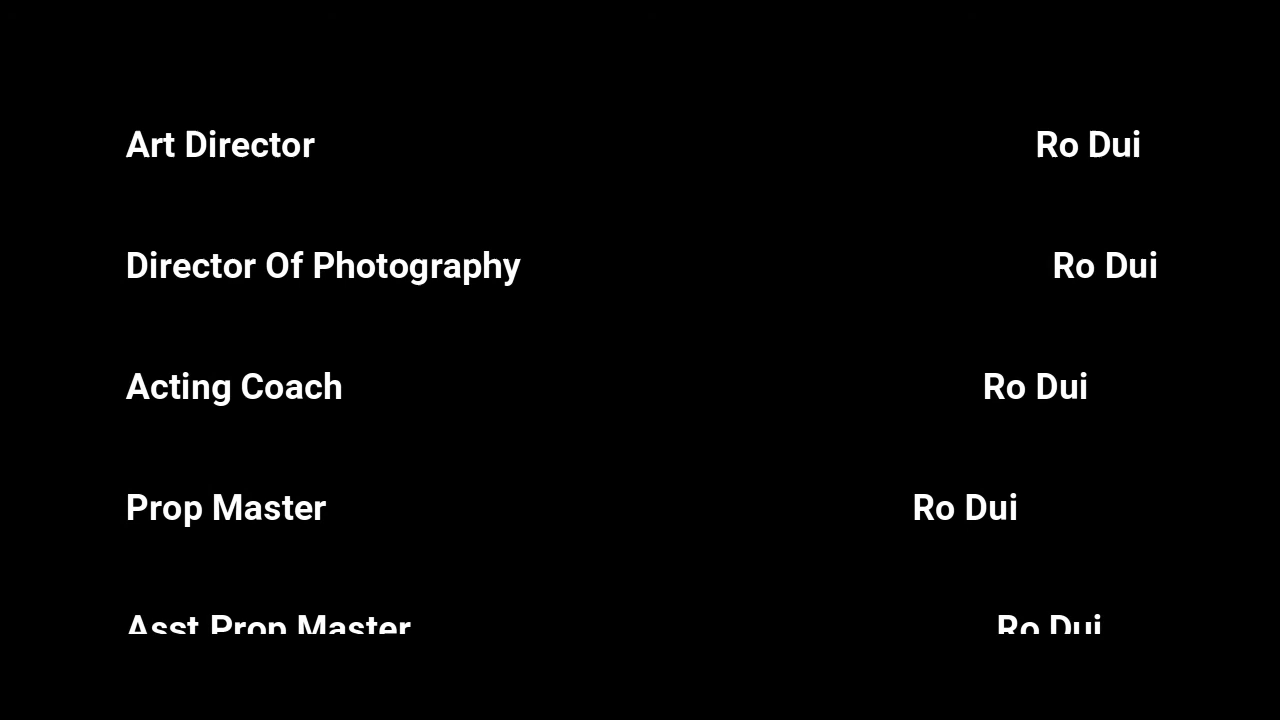 Art Director Ro Dui
Director Of Photography Ro Dui
Acting Coach Ro Dui
Prop Master Ro Dui
Asst Prop Master Ro Dui